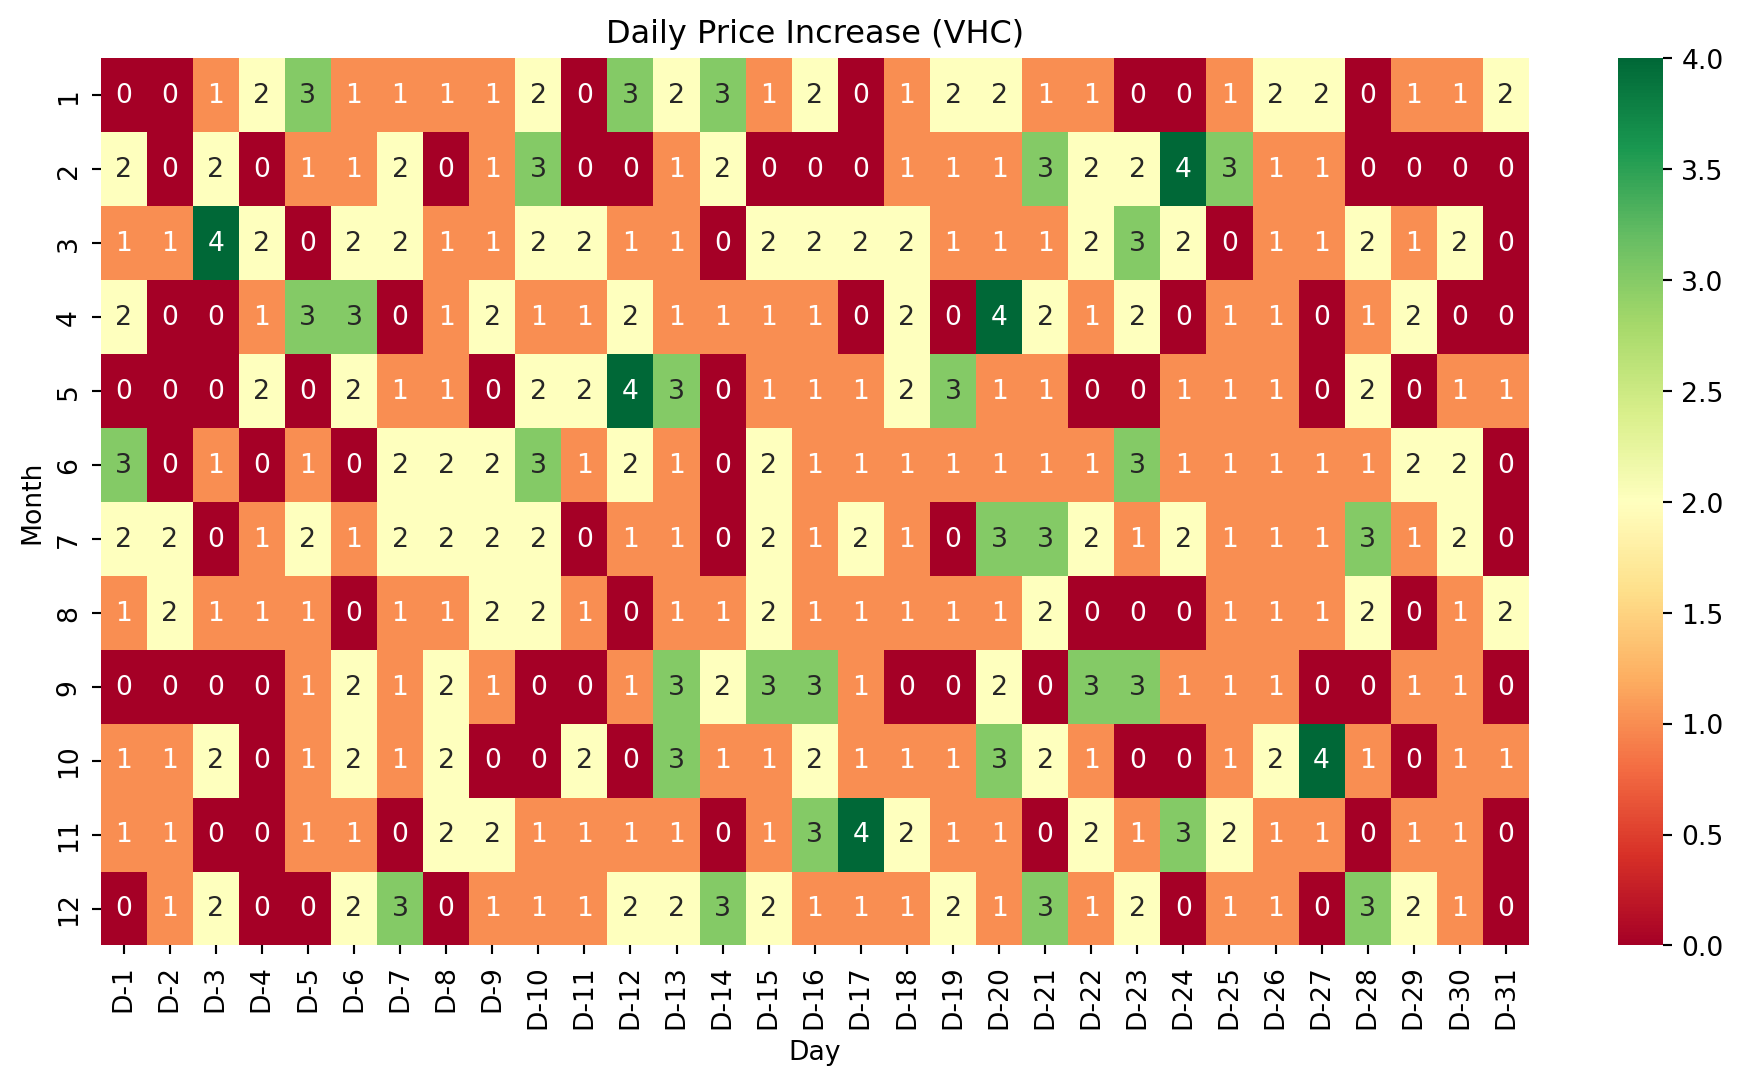 Daily Price Increase (VHC)
1 0 0 1 2 3 1 1 1 1 2 0 3 2 3 1 2 0 1 2 2 1 1 0 0 1 2 2 0 1 1 2
2 2 0 2 0 1 1 2 0 1 3 0 0 1 2 0 0 0 1 1 1 3 2 2 4 3 1 1 0 0 0 0
3 1 1 4 2 0 2 2 1 1 2 2 1 1 0 2 2 2 2 1 1 1 2 3 2 0 1 1 2 1 2 0
4 2 0 0 1 3 3 0 1 2 1 1 2 1 1 1 1 0 2 0 4 2 1 2 0 1 1 0 1 2 0 0
5 0 0 0 2 0 2 1 1 0 2 2 4 3 0 1 1 1 2 3 1 1 0 0 1 1 1 0 2 0 1 1
6 3 0 1 0 1 0 2 2 2 3 1 2 1 0 2 1 1 1 1 1 1 1 3 1 1 1 1 1 2 2 0
7 2 2 0 1 2 1 2 2 2 2 0 1 1 0 2 1 2 1 0 3 3 2 1 2 1 1 1 3 1 2 0
8 1 2 1 1 1 0 1 1 2 2 1 0 1 1 2 1 1 1 1 1 2 0 0 0 1 1 1 2 0 1 2
9 0 0 0 0 1 2 1 2 1 0 0 1 3 2 3 3 1 0 0 2 0 3 3 1 1 1 0 0 1 1 0
10 1 1 2 0 1 2 1 2 0 0 2 0 3 1 1 2 1 1 1 3 2 1 0 0 1 2 4 1 0 1 1
11 1 1 0 0 1 1 0 2 2 1 1 1 1 0 1 3 4 2 1 1 0 2 1 3 2 1 1 0 1 1 0
12 0 1 2 0 0 2 3 0 1 1 1 2 2 3 2 1 1 1 2 1 3 1 2 0 1 1 0 3 2 1 0
Month
D-1 D-2 D-3 D-4 D-5 D-6 D-7 D-8 D-9 D-10 D-11 D-12 D-13 D-14 D-15 D-16 D-17 D-18 D-19 D-20 D-21 D-22 D-23 D-24 D-25 D-26 D-27 D-28 D-29 D-30 D-31
Day
4.0
3.5
3.0
2.5
2.0
1.5
1.0
0.5
0.0